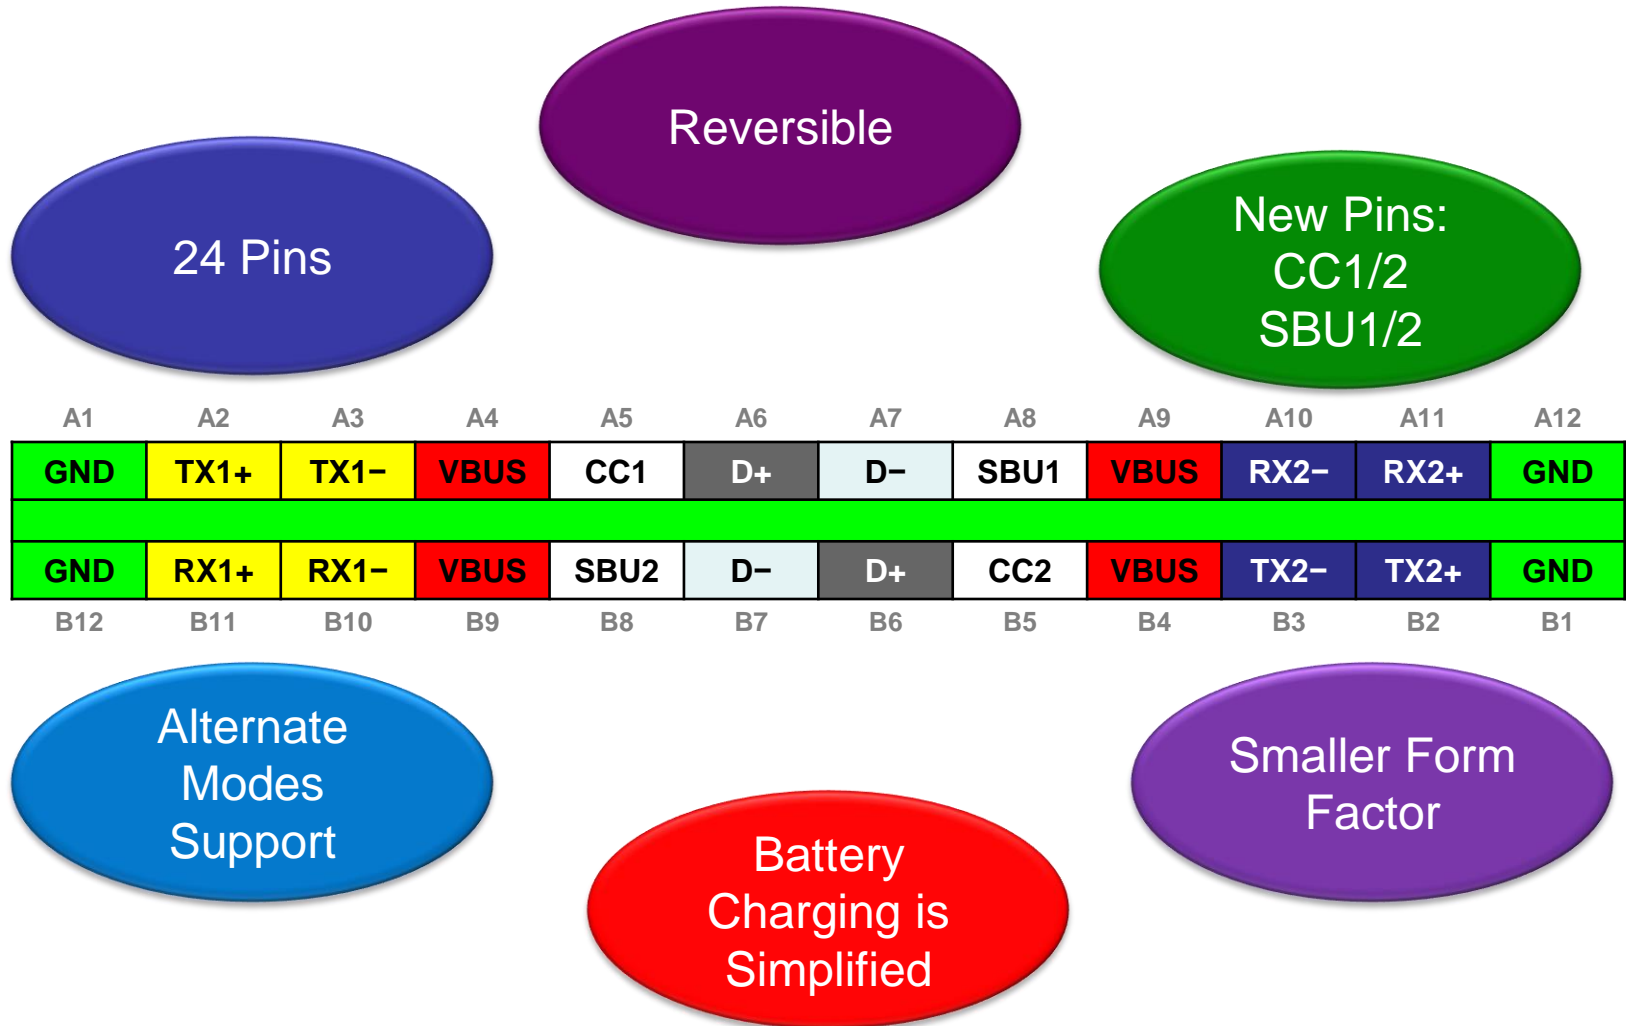 Reversible
24 Pins
New Pins:
CC1/2
SBU1/2
A1 A2 A3 A4 A5 A6 A7 A8 A9 A10 A11 A12
GND TX1+ TX1− VBUS CC1 D+ D− SBU1 VBUS RX2− RX2+ GND
GND RX1+ RX1− VBUS SBU2 D− D+ CC2 VBUS TX2− TX2+ GND
B12 B11 B10 B9 B8 B7 B6 B5 B4 B3 B2 B1
Alternate
Modes
Support
Battery
Charging is
Simplified
Smaller Form
Factor